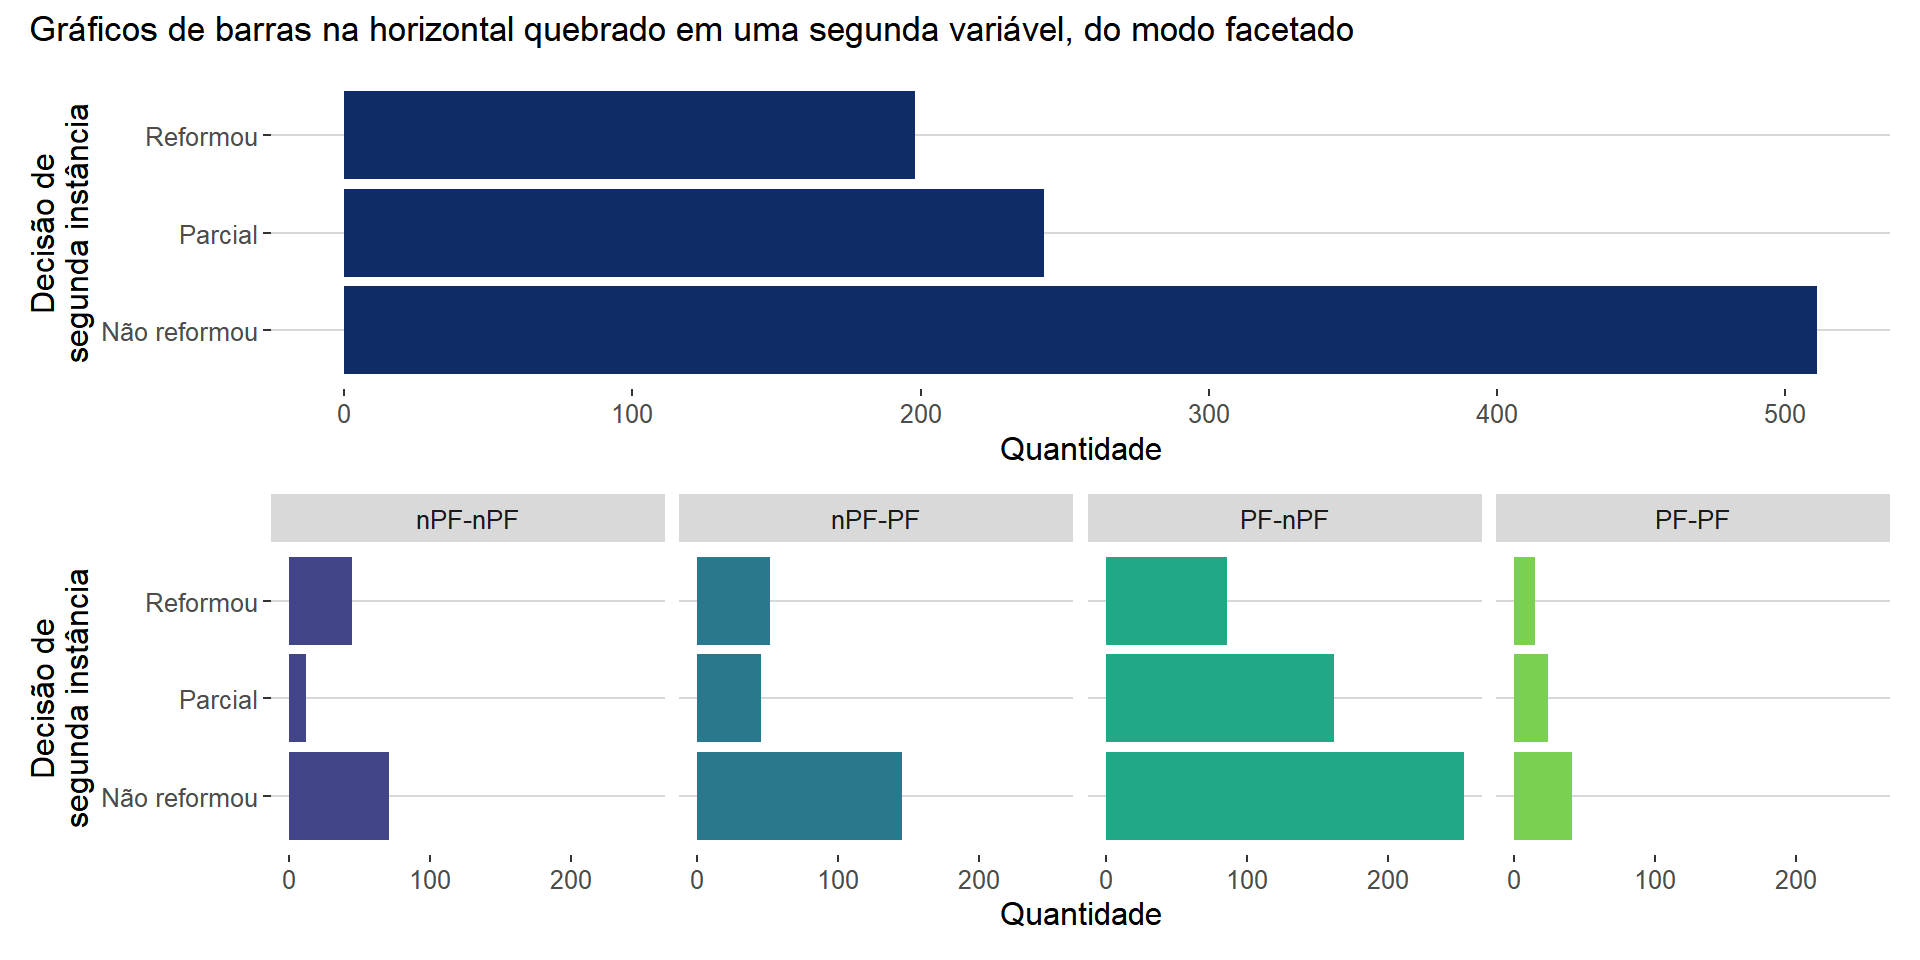 Gráficos de barras na horizontal quebrado em uma segunda variável, do modo facetado
Decisão de
segunda instância
Reformou
Parcial
Não reformou
0 100 200 300 400 500
Quantidade
nPF-nPF nPF-PF PF-nPF PF-PF
Decisão de
segunda instância
Reformou
Parcial
Não reformou
0 100 200 0 100 200 0 100 200 0 100 200
Quantidade